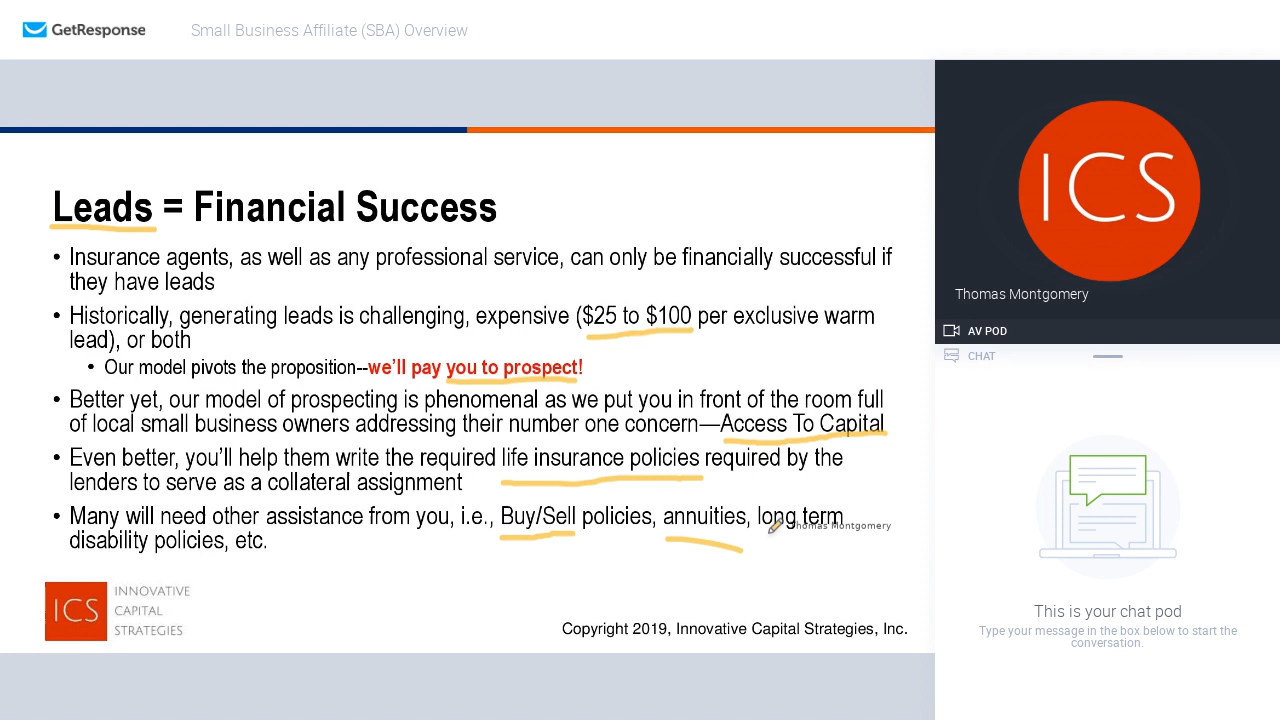 GetResponse
Small Business Affiliate (SBA) Overview
Leads = Financial Success
• Insurance agents, as well as any professional service, can only be financially successful if
they have leads
• Historically, generating leads is challenging, expensive ($25 to $100 per exclusive warm
lead), or both
• Our model pivots the proposition--we'll pay you to prospect!
• Better yet, our model of prospecting is phenomenal as we put you in front of the room full
of local small business owners addressing their number one concern—Access To Capital
• Even better, you'll help them write the required life insurance policies required by the
lenders to serve as a collateral assignment
• Many will need other assistance from you, i.e., Buy/Sell policies, annuities, long term
disability policies, etc.
Thomas Montgomery
ICS
INNOVATIVE
CAPITAL
STRATEGIES
Copyright 2019, Innovative Capital Strategies, Inc.
ICS
Thomas Montgomery
AV POD
CHAT
This is your chat pod
Type your message in the box below to start the
conversation.